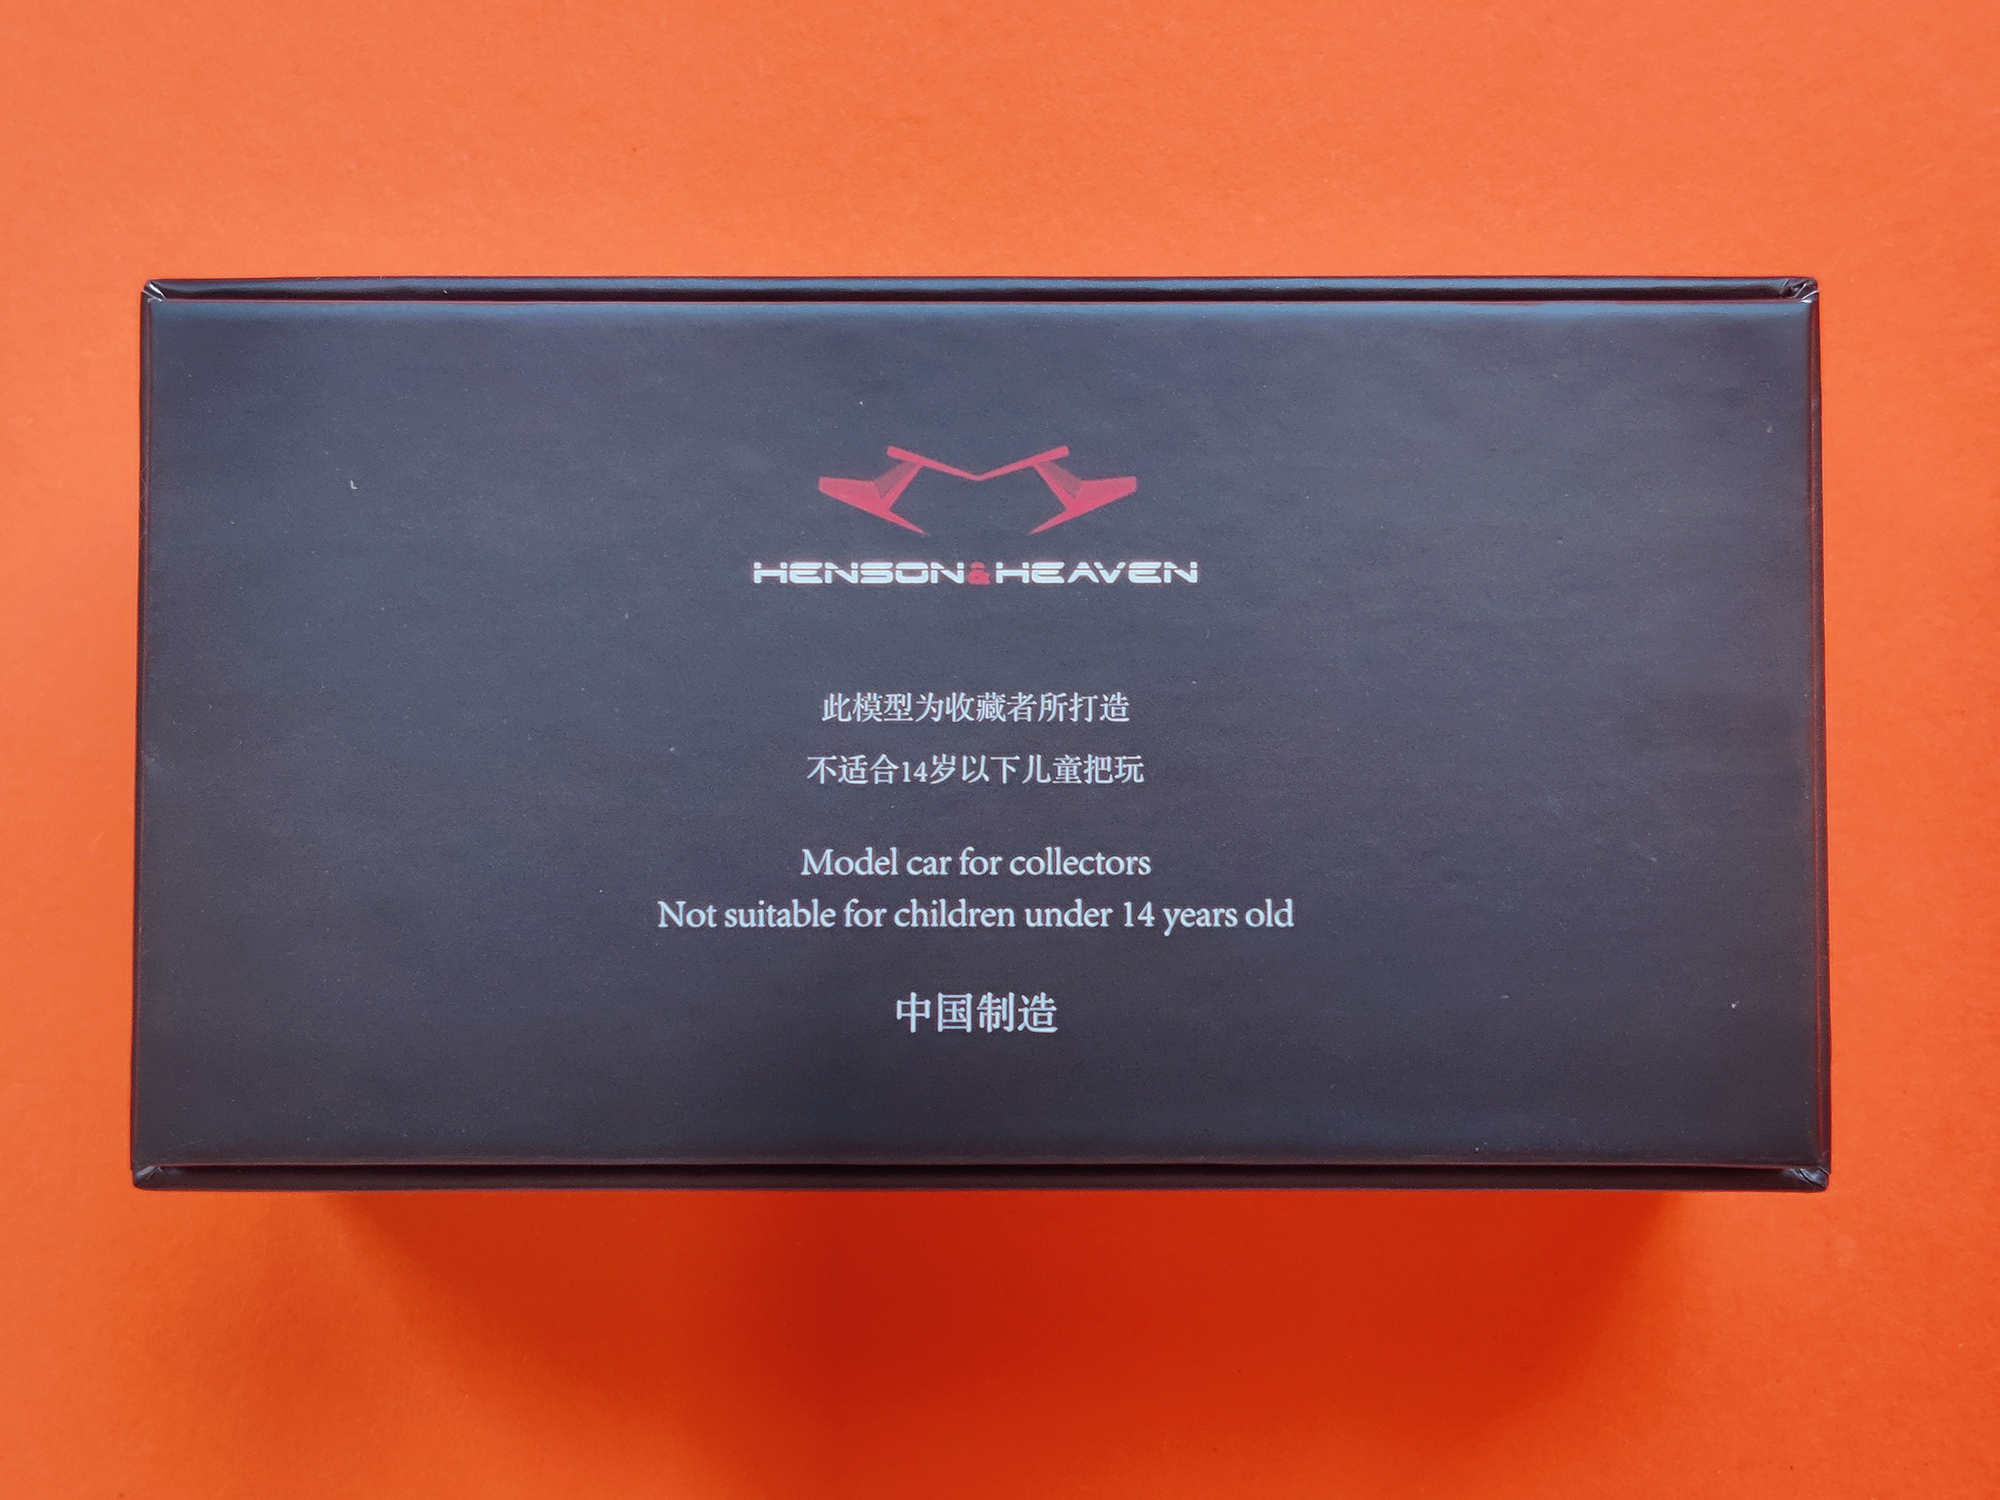 HENSON&HEAVEN
此模型为收藏者所打造
不适合14岁以下儿童把玩
Model car for collectors
Not suitable for children under 14 years old
中国制造